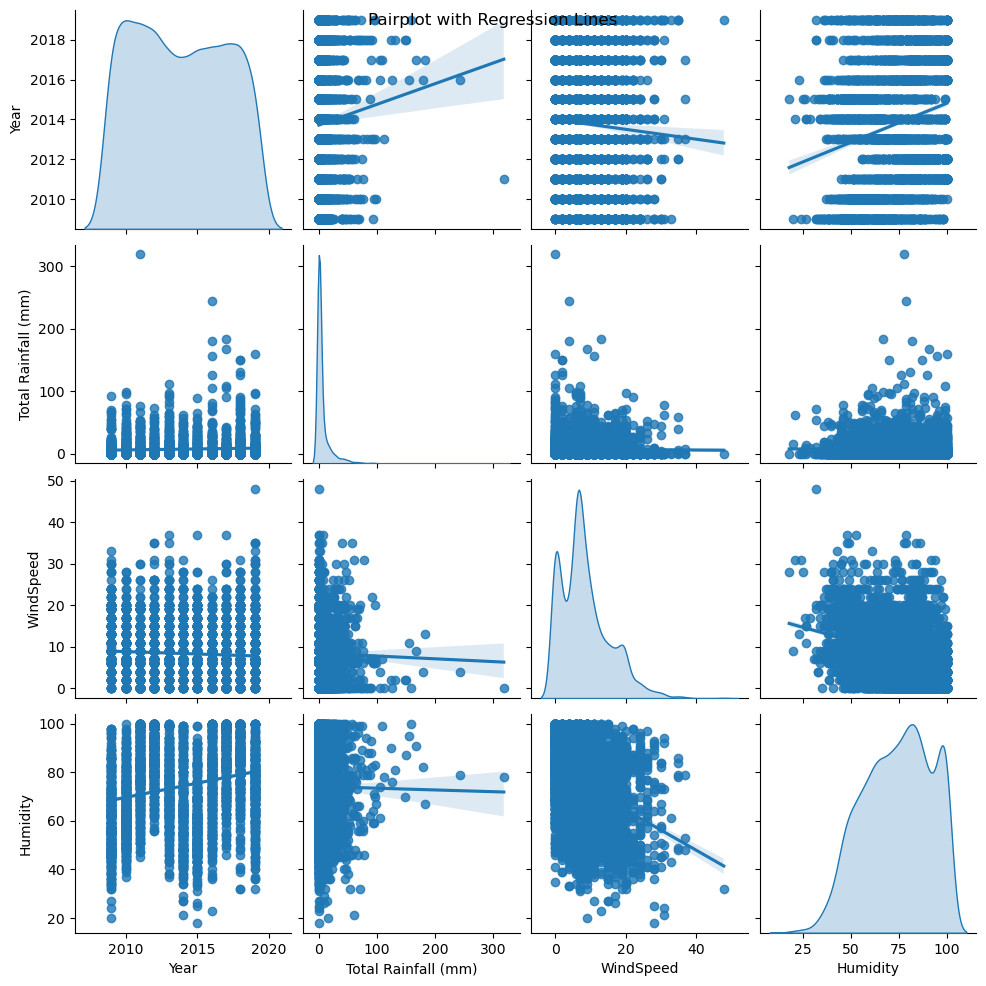 Pairplot with Regression Lines
2018
2016
2014
2012
2010
Year
300
200
100
0
Total Rainfall (mm)
50
40
30
20
10
0
WindSpeed
100
80
60
40
20
Humidity
2010 2015 2020
0 100 200 300
0 20 40
25 50 75 100
Year
Total Rainfall (mm)
WindSpeed
Humidity